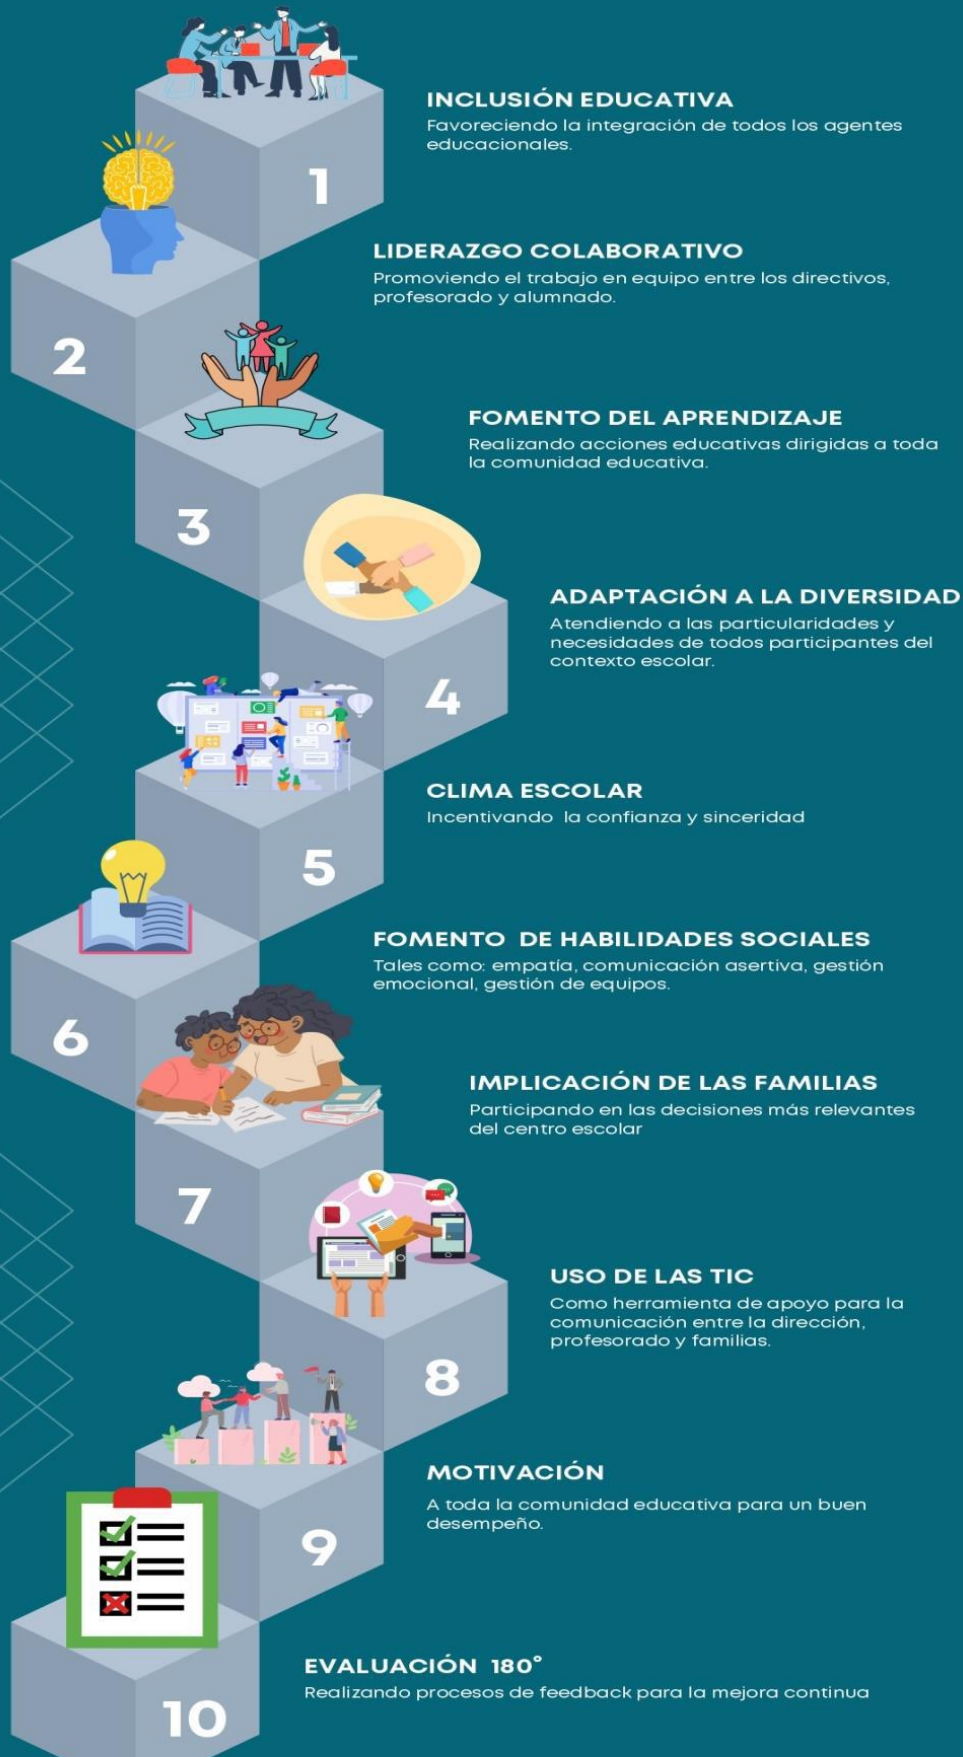 INCLUSIÓN EDUCATIVA
Favoreciendo la integración de todos los agentes
educacionales.
1
LIDERAZGO COLABORATIVO
Promoviendo el trabajo en equipo entre los directivos,
profesorado y alumnado.
2
FOMENTO DEL APRENDIZAJE
Realizando acciones educativas dirigidas a toda
la comunidad educativa.
3
ADAPTACIÓN A LA DIVERSIDAD
Atendiendo a las particularidades y
necesidades de todos participantes del
contexto escolar.
4
CLIMA ESCOLAR
Incentivando la confianza y sinceridad
5
FOMENTO DE HABILIDADES SOCIALES
Tales como: empatía, comunicación asertiva, gestión
emocional, gestión de equipos.
6
IMPLICACIÓN DE LAS FAMILIAS
Participando en las decisiones más relevantes
del centro escolar
7
USO DE LAS TIC
Como herramienta de apoyo para la
comunicación entre la dirección,
profesorado y familias.
8
MOTIVACIÓN
A toda la comunidad educativa para un buen
desempeño.
9
EVALUACIÓN 180°
Realizando procesos de feedback para la mejora continua
10